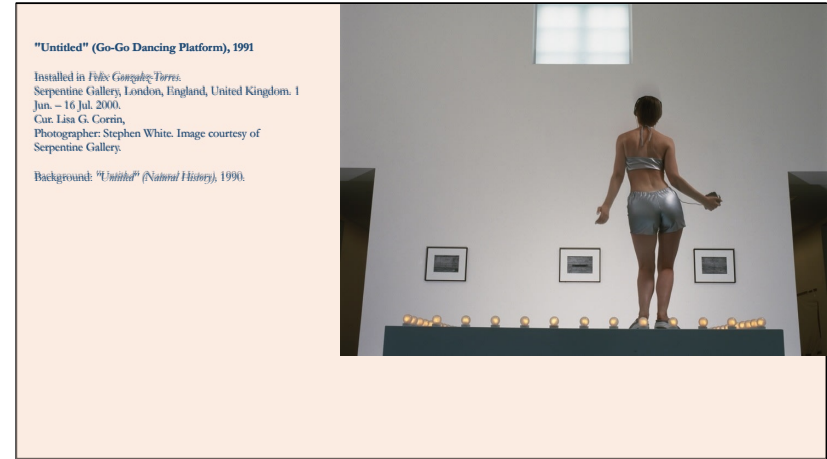 "Untitled" (Go-Go Dancing Platform), 1991
Installed in Felix Gonzalez-Torres.
Serpentine Gallery, London, England, United Kingdom. 1
Jun. – 16 Jul. 2000.
Cur. Lisa G. Corrin,
Photographer: Stephen White. Image courtesy of
Serpentine Gallery.
Background: "Untitled" (Natural History), 1990.